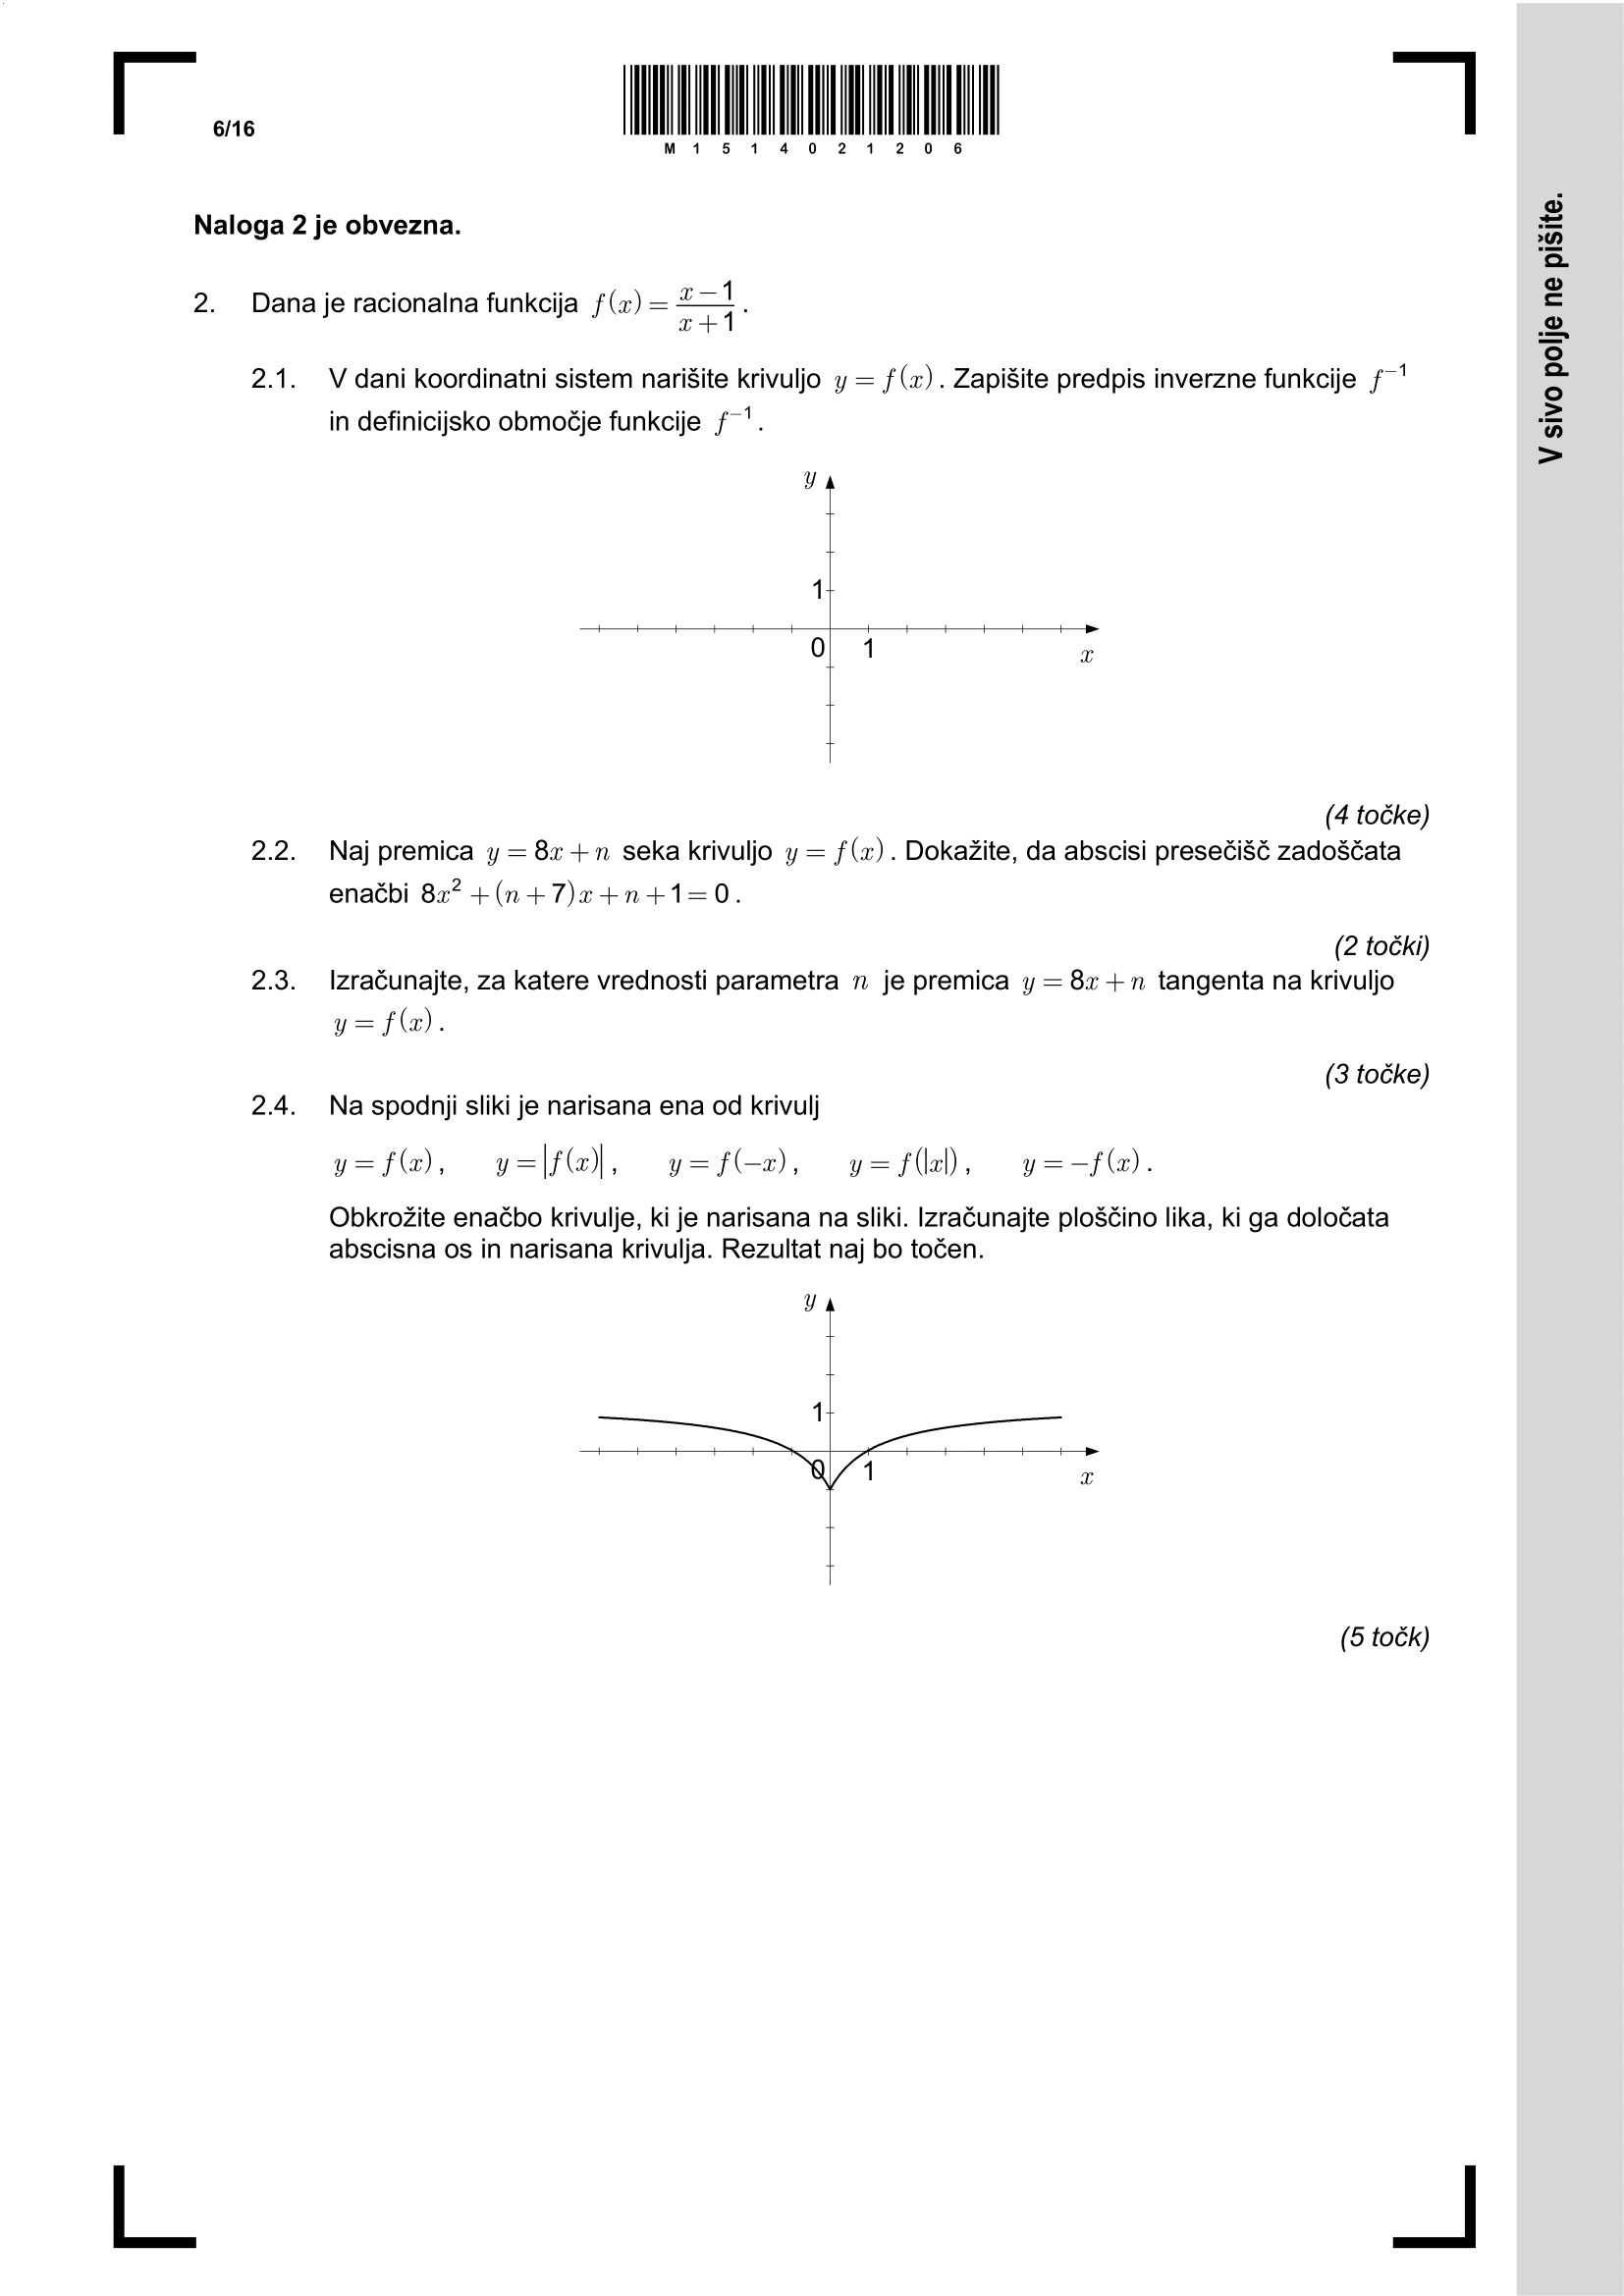 6/16
M 1 5 1 4 0 2 1 2 0 6
V sivo polje ne pišite.
Naloga 2 je obvezna.
2. Dana je racionalna funkcija f(x) = (x − 1)/(x + 1).
2.1. V dani koordinatni sistem narišite krivuljo y = f(x). Zapišite predpis inverzne funkcije f⁻¹
in definicijsko območje funkcije f⁻¹.
y
1
0 1
x
(4 točke)
2.2. Naj premica y = 8x + n seka krivuljo y = f(x). Dokažite, da abscisi presečišč zadoščata
enačbi 8x² + (n + 7)x + n + 1 = 0.
(2 točki)
2.3. Izračunajte, za katere vrednosti parametra n je premica y = 8x + n tangenta na krivuljo
y = f(x).
(3 točke)
2.4. Na spodnji sliki je narisana ena od krivulj
y = f(x), y = |f(x)|, y = f(−x), y = f(|x|), y = −f(x).
Obkrožite enačbo krivulje, ki je narisana na sliki. Izračunajte ploščino lika, ki ga določata
abscisna os in narisana krivulja. Rezultat naj bo točen.
y
1
0 1
x
(5 točk)